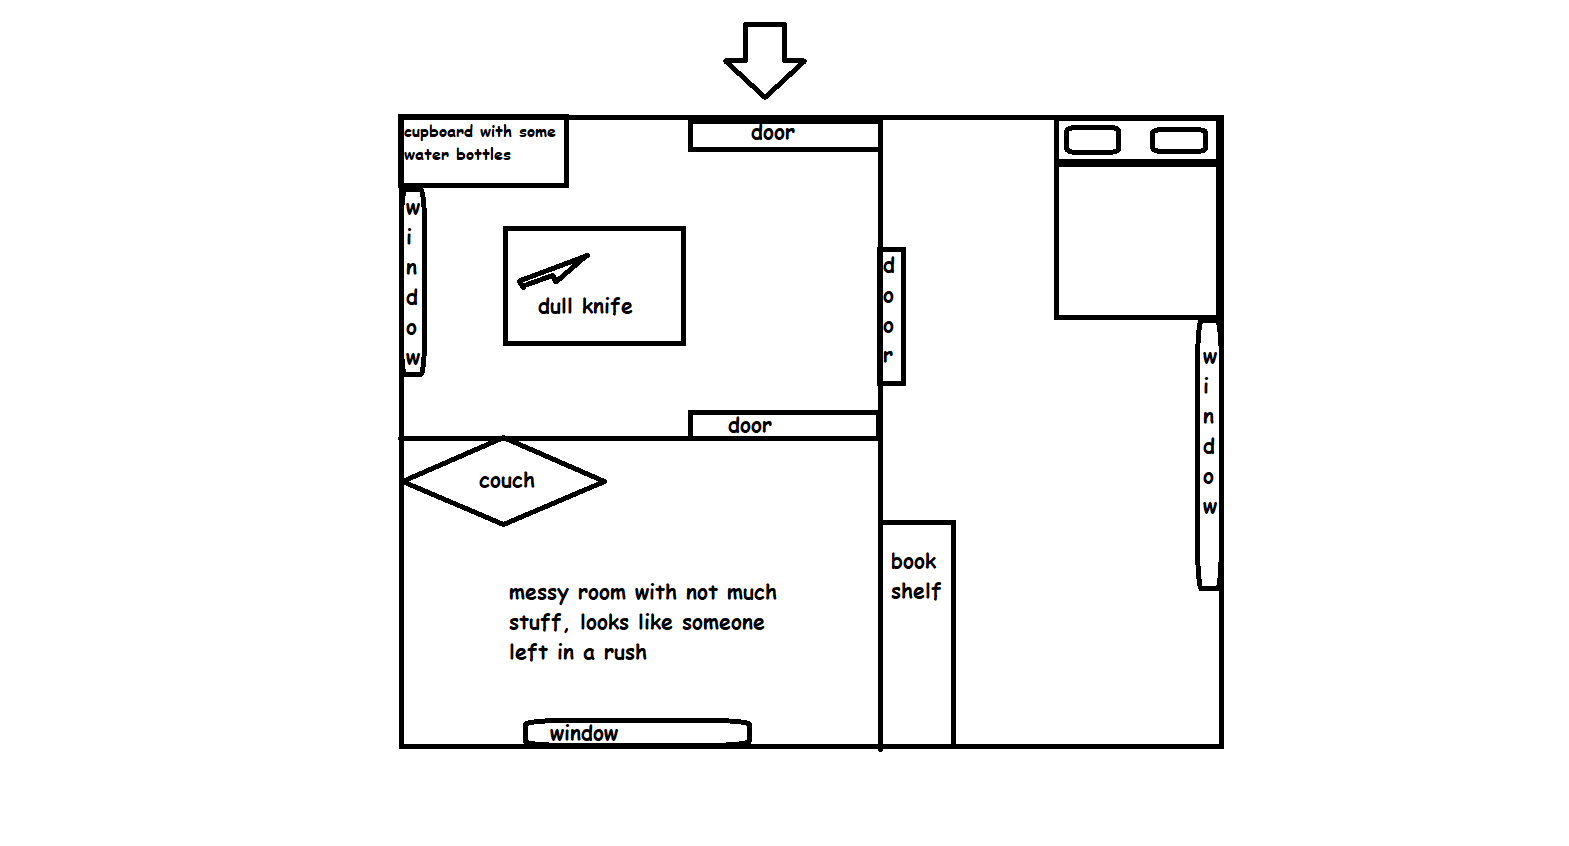 cupboard with some
water bottles
door
window
dull knife
door
door
window
couch
book
shelf
messy room with not much
stuff, looks like someone
left in a rush
window